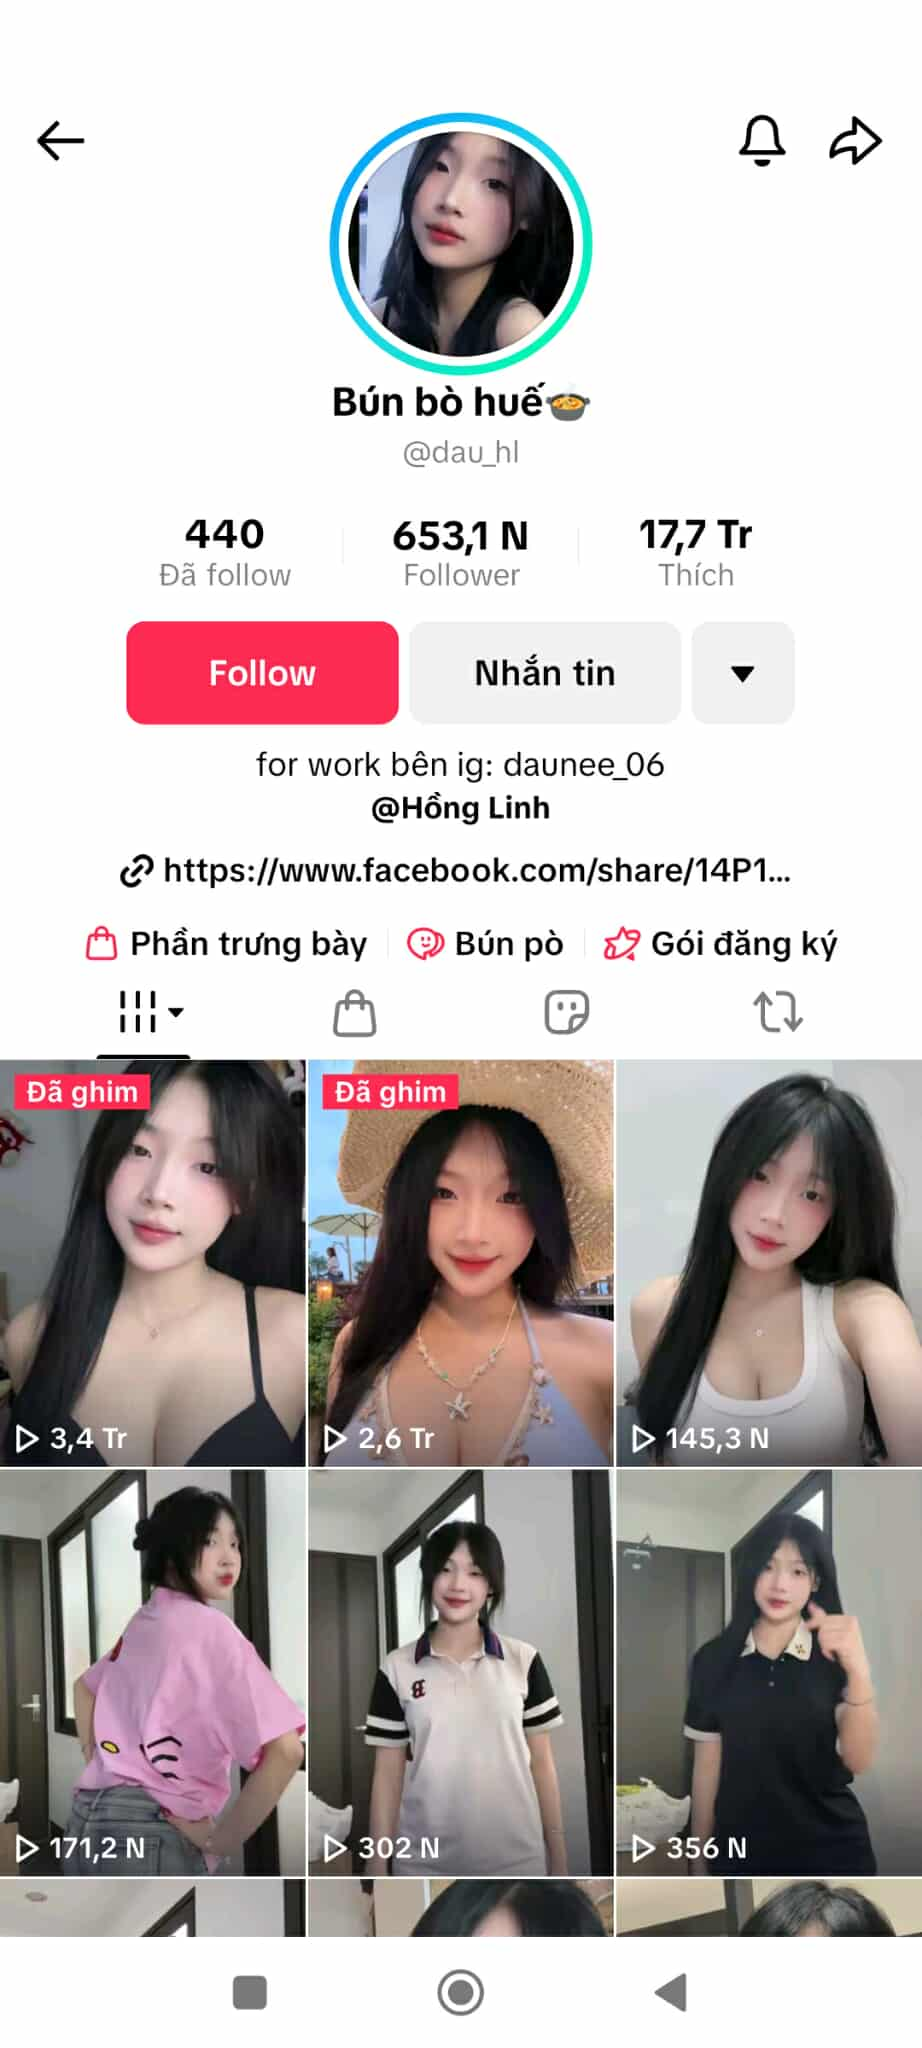 Bún bò huế🍲
@dau_hl
440 653,1 N 17,7 Tr
Đã follow Follower Thích
Follow Nhắn tin
for work bên ig: daunee_06
@Hồng Linh
https://www.facebook.com/share/14P1...
Phần trưng bày Bún pò Gói đăng ký
Đã ghim Đã ghim
3,4 Tr 2,6 Tr 145,3 N
B
171,2 N 302 N 356 N